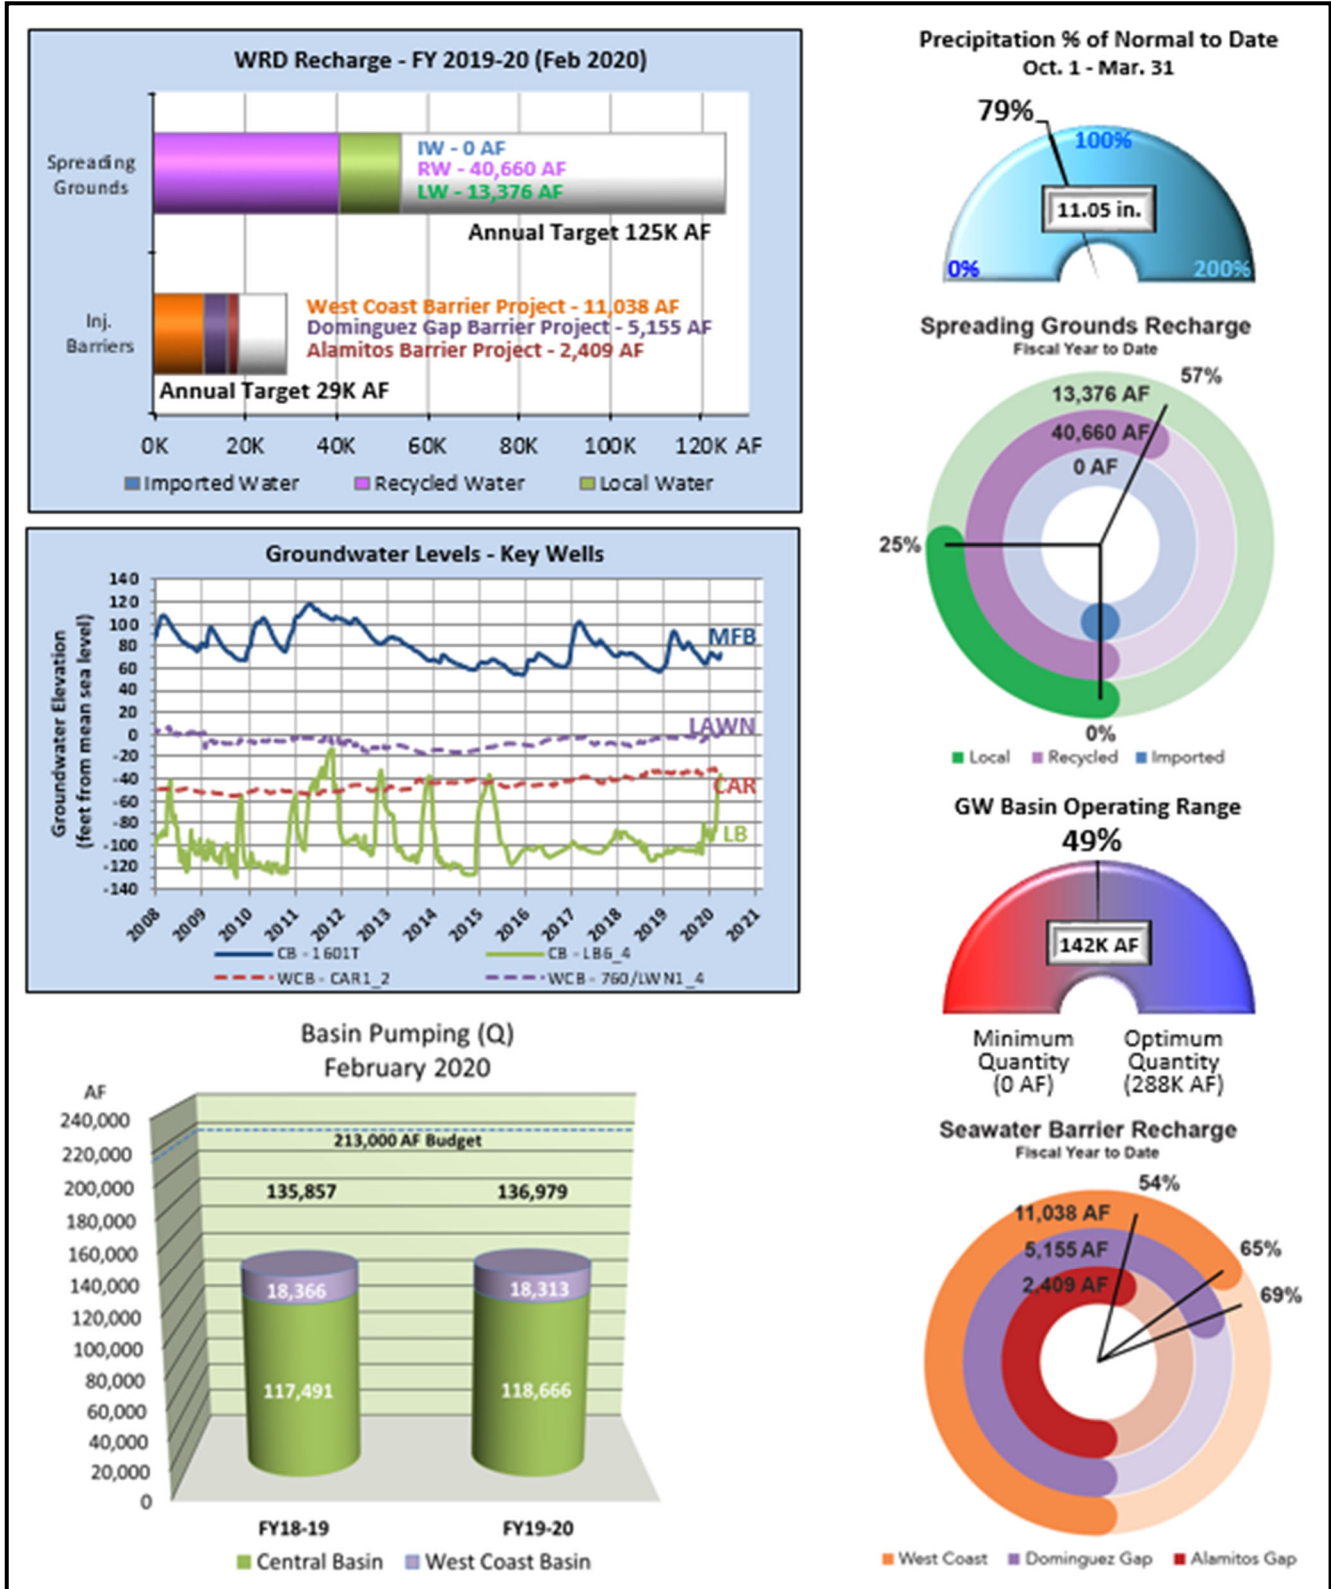 WRD Recharge - FY 2019-20 (Feb 2020)
Spreading
Grounds
IW - 0 AF
RW - 40,660 AF
LW - 13,376 AF
Annual Target 125K AF
Inj.
Barriers
West Coast Barrier Project - 11,038 AF
Dominguez Gap Barrier Project - 5,155 AF
Alamitos Barrier Project - 2,409 AF
Annual Target 29K AF
0K 20K 40K 60K 80K 100K 120K AF
Imported Water Recycled Water Local Water
Groundwater Levels - Key Wells
Groundwater Elevation
(feet from mean sea level)
140
120
100
80
60
40
20
0
-20
-40
-60
-80
-100
-120
-140
MFB
LAWN
CAR
LB
2008 2009 2010 2011 2012 2013 2014 2015 2016 2017 2018 2019 2020 2021
CB - 1601T CB - LB6_4
WCB - CAR1_2 WCB - 760/LWN1_4
Basin Pumping (Q)
February 2020
AF
240,000
220,000
200,000
180,000
160,000
140,000
120,000
100,000
80,000
60,000
40,000
20,000
0
213,000 AF Budget
135,857 136,979
18,366 18,313
117,491 118,666
FY18-19 FY19-20
Central Basin West Coast Basin
Precipitation % of Normal to Date
Oct. 1 - Mar. 31
79%
100%
11.05 in.
0% 200%
Spreading Grounds Recharge
Fiscal Year to Date
57%
13,376 AF
40,660 AF
0 AF
25%
0%
Local Recycled Imported
GW Basin Operating Range
49%
142K AF
Minimum
Quantity
(0 AF)
Optimum
Quantity
(288K AF)
Seawater Barrier Recharge
Fiscal Year to Date
54%
11,038 AF
5,155 AF
65%
2,409 AF
69%
West Coast Dominguez Gap Alamitos Gap